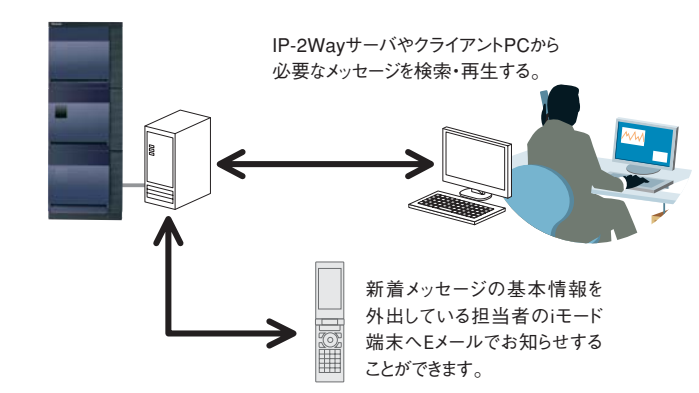 IP-2WayサーバやクライアントPCから
必要なメッセージを検索・再生する。
新着メッセージの基本情報を
外出している担当者のiモード
端末へEメールでお知らせする
ことができます。